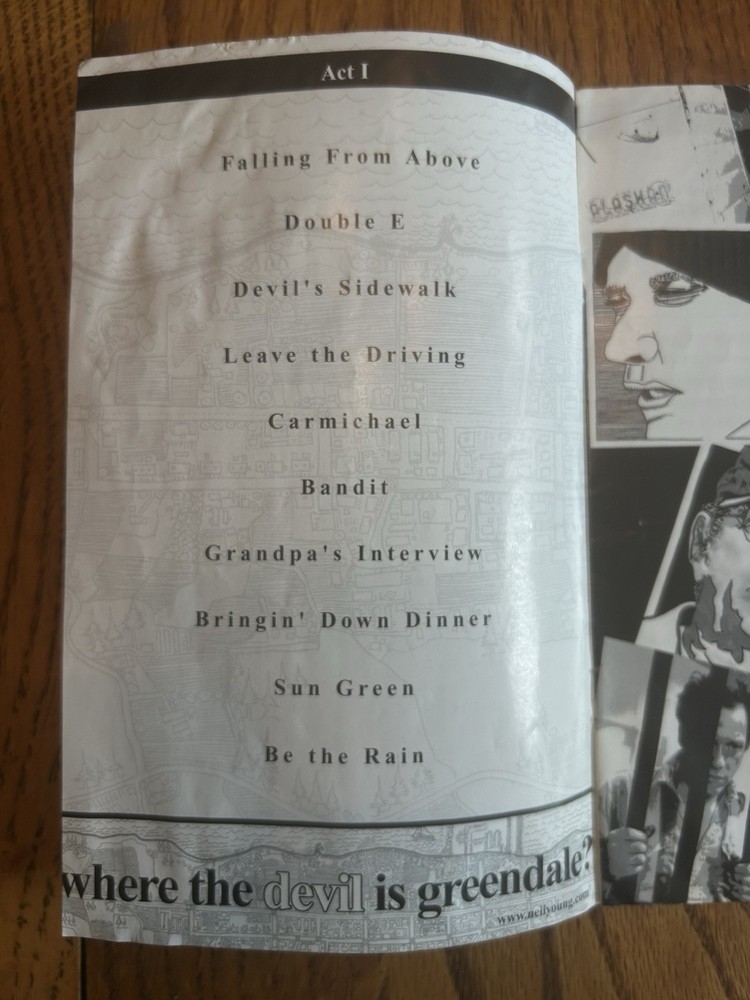 Act I
Falling From Above
Double E
Devil's Sidewalk
Leave the Driving
Carmichael
Bandit
Grandpa's Interview
Bringin' Down Dinner
Sun Green
Be the Rain
where the devil is greendale?
www.neilyoung.com